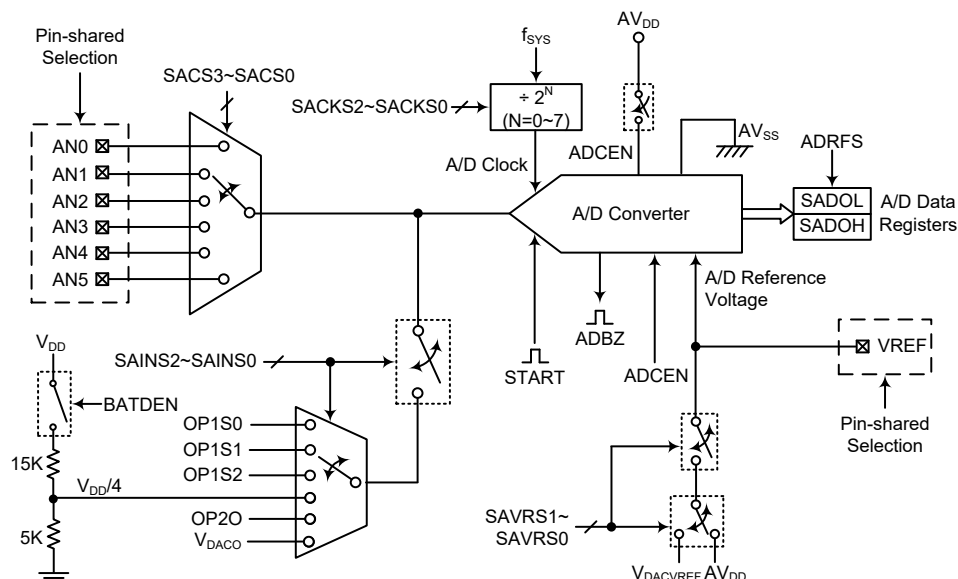 Pin-shared
Selection
SACS3~SACS0
AN0
AN1
AN2
AN3
AN4
AN5
fSYS
SACKS2~SACKS0
÷ 2N
(N=0~7)
A/D Clock
AVDD
ADCEN
AVSS
A/D Converter
ADRFS
SADOL
SADOH
A/D Data
Registers
A/D Reference
Voltage
START
ADBZ
ADCEN
VREF
Pin-shared
Selection
VDD
BATDEN
15K
VDD/4
5K
SAINS2~SAINS0
OP1S0
OP1S1
OP1S2
OP2O
VDACO
SAVRS1~
SAVRS0
VDACVREF
AVDD